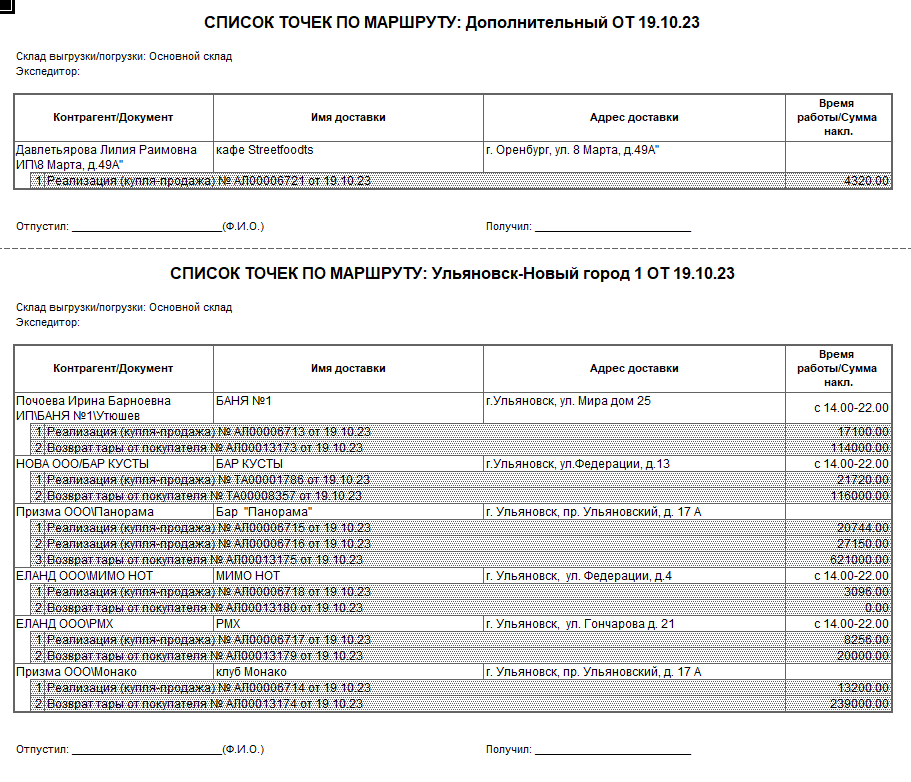 СПИСОК ТОЧЕК ПО МАРШРУТУ: Дополнительный ОТ 19.10.23
Склад выгрузки/погрузки: Основной склад
Экспедитор:
Контрагент/Документ Имя доставки Адрес доставки Время работы/Сумма накл.
Давлетьярова Лилия Раимовна кафе Streetfoodts г. Оренбург, ул. 8 Марта, д.49А"
ИП\8 Марта, д.49А"
1 Реализация (купля-продажа) № АЛ00006721 от 19.10.23 4320.00
Отпустил: (Ф.И.О.) Получил:
СПИСОК ТОЧЕК ПО МАРШРУТУ: Ульяновск-Новый город 1 ОТ 19.10.23
Склад выгрузки/погрузки: Основной склад
Экспедитор:
Контрагент/Документ Имя доставки Адрес доставки Время работы/Сумма накл.
Почоева Ирина Барноевна БАНЯ №1 г.Ульяновск, ул. Мира дом 25 с 14.00-22.00
ИП\БАНЯ №1\Утюшев
1 Реализация (купля-продажа) № АЛ00006713 от 19.10.23 17100.00
2 Возврат тары от покупателя № АЛ00013173 от 19.10.23 114000.00
НОВА ООО/БАР КУСТЫ БАР КУСТЫ г.Ульяновск, ул.Федерации, д.13 с 14.00-22.00
1 Реализация (купля-продажа) № ТА00001786 от 19.10.23 21720.00
2 Возврат тары от покупателя № ТА00008357 от 19.10.23 116000.00
Призма ООО\Панорама Бар "Панорама" г. Ульяновск, пр. Ульяновский, д. 17 А
1 Реализация (купля-продажа) № АЛ00006715 от 19.10.23 20744.00
2 Реализация (купля-продажа) № АЛ00006716 от 19.10.23 27150.00
3 Возврат тары от покупателя № АЛ00013175 от 19.10.23 621000.00
ЕЛАНД ООО\МИМО НОТ МИМО НОТ г. Ульяновск, ул. Федерации, д.4 с 14.00-22.00
1 Реализация (купля-продажа) № АЛ00006718 от 19.10.23 3096.00
2 Возврат тары от покупателя № АЛ00013180 от 19.10.23 0.00
ЕЛАНД ООО\РМХ РМХ г. Ульяновск, ул. Гончарова д. 21 с 14.00-22.00
1 Реализация (купля-продажа) № АЛ00006717 от 19.10.23 8256.00
2 Возврат тары от покупателя № АЛ00013179 от 19.10.23 20000.00
Призма ООО\Монако клуб Монако г. Ульяновск, пр. Ульяновский, д. 17 А
1 Реализация (купля-продажа) № АЛ00006714 от 19.10.23 13200.00
2 Возврат тары от покупателя № АЛ00013174 от 19.10.23 239000.00
Отпустил: (Ф.И.О.) Получил: